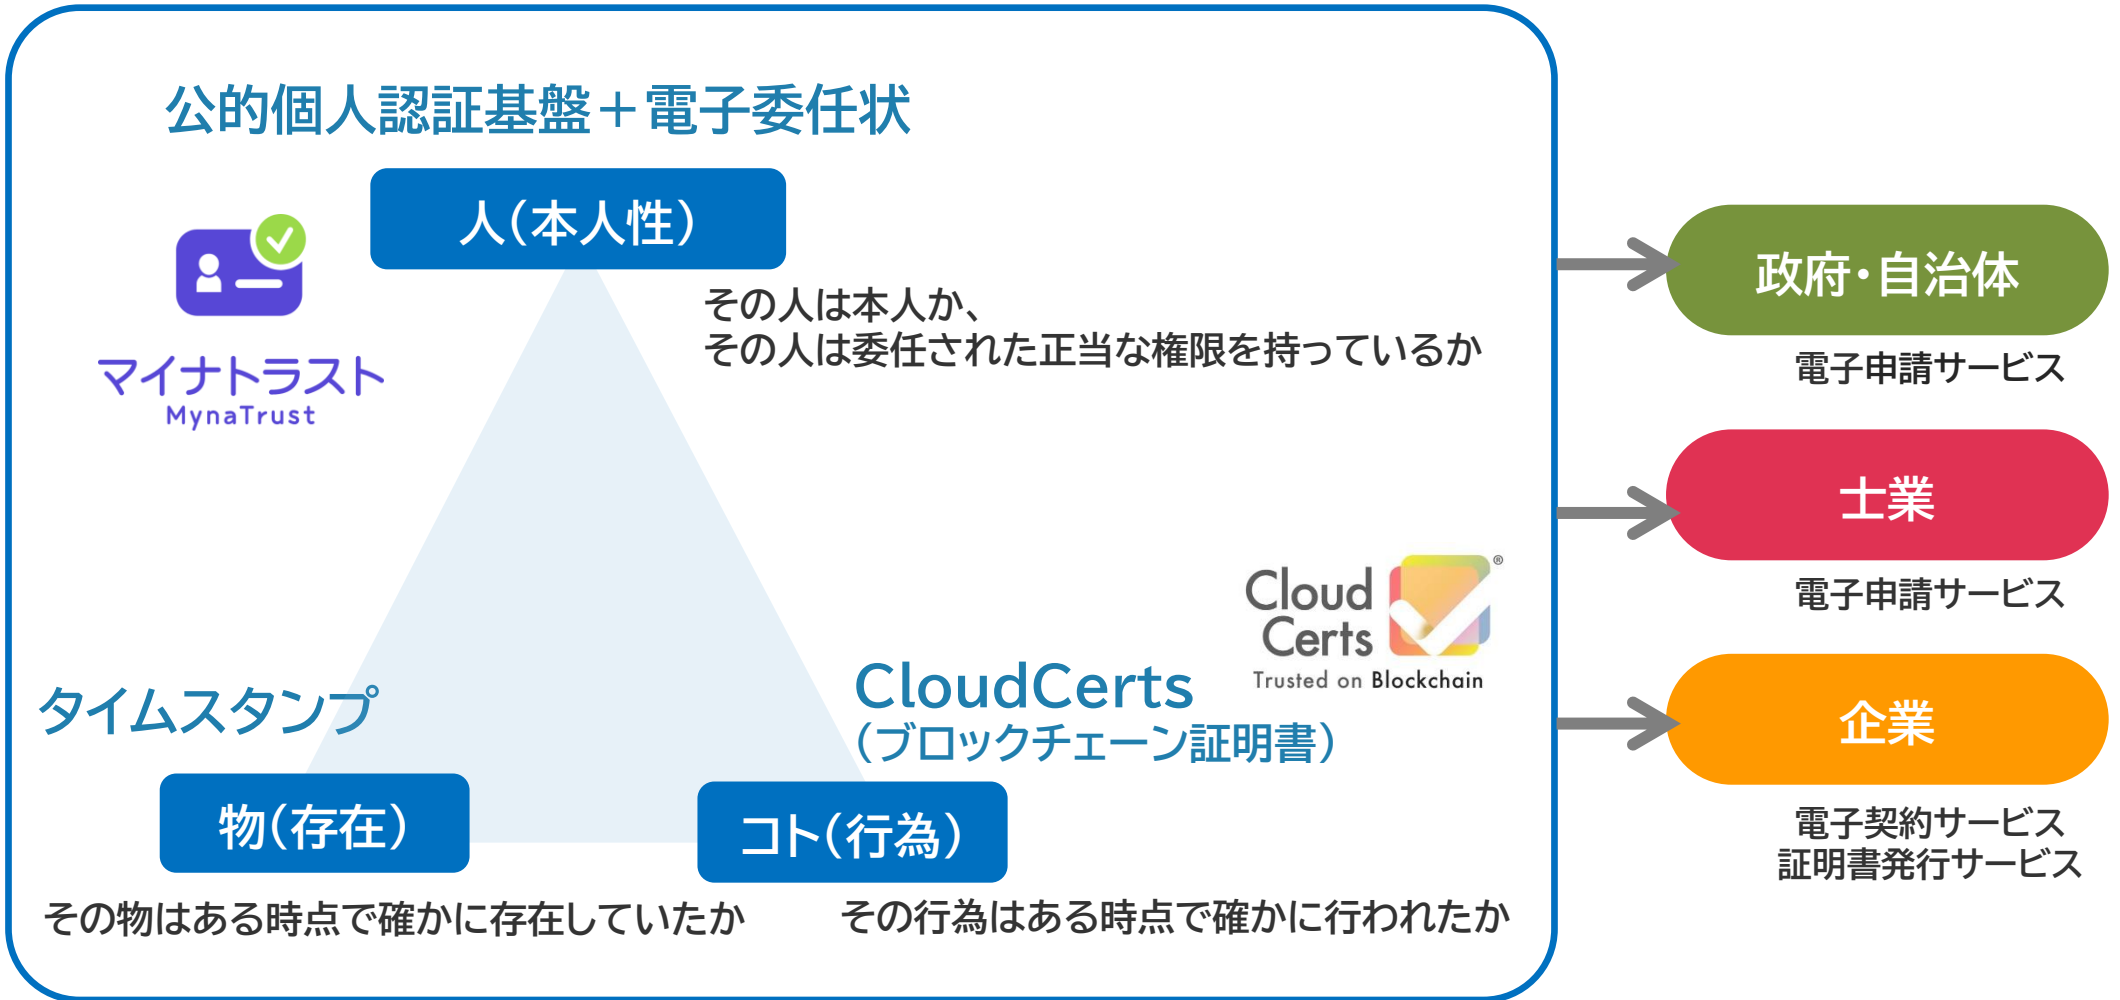 公的個人認証基盤＋電子委任状
人(本人性)
マイナトラスト
MynaTrust
その人は本人か、
その人は委任された正当な権限を持っているか
タイムスタンプ
物(存在)
その物はある時点で確かに存在していたか
Cloud
Certs
®
Trusted on Blockchain
CloudCerts
(ブロックチェーン証明書)
コト(行為)
その行為はある時点で確かに行われたか
政府・自治体
電子申請サービス
士業
電子申請サービス
企業
電子契約サービス
証明書発行サービス